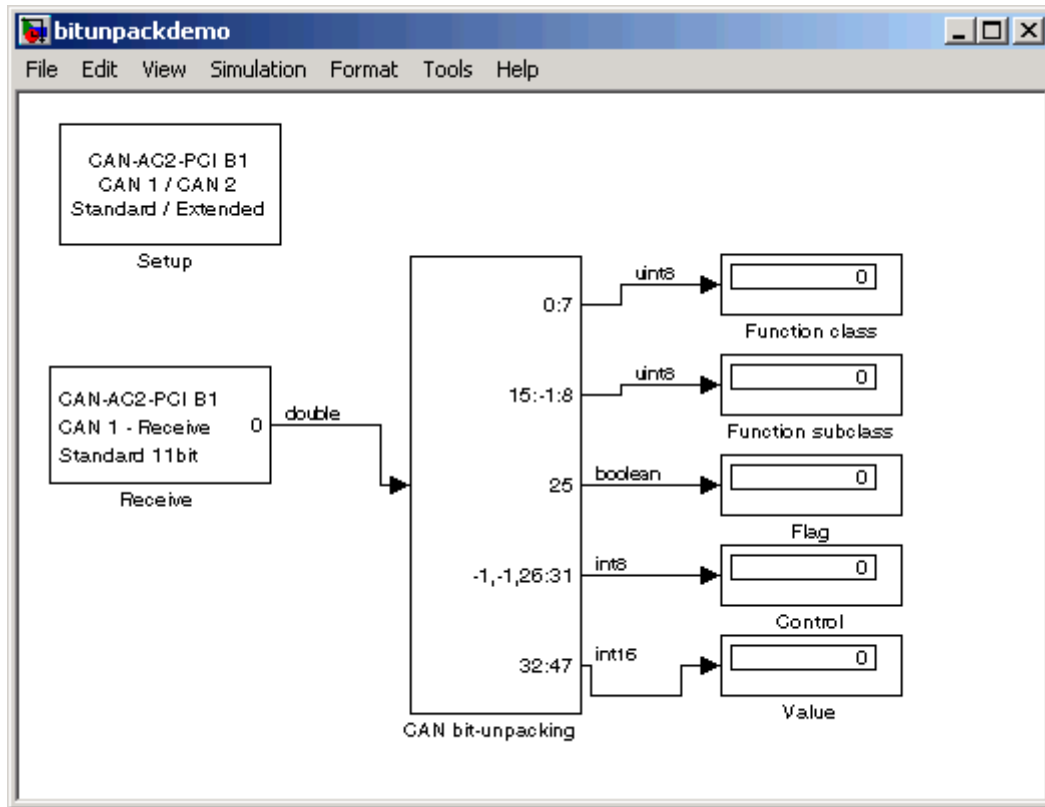 bitunpackdemo
File Edit View Simulation Format Tools Help
CAN-AC2-PCI B1
CAN 1 / CAN 2
Standard / Extended
Setup
CAN-AC2-PCI B1
CAN 1 - Receive
Standard 11bit
0
Receive
double
0:7
15:-1:8
25
-1,-1,26:31
32:47
CAN bit-unpacking
uint8
0
Function class
uint8
0
Function subclass
boolean
0
Flag
int8
0
Control
int16
0
Value